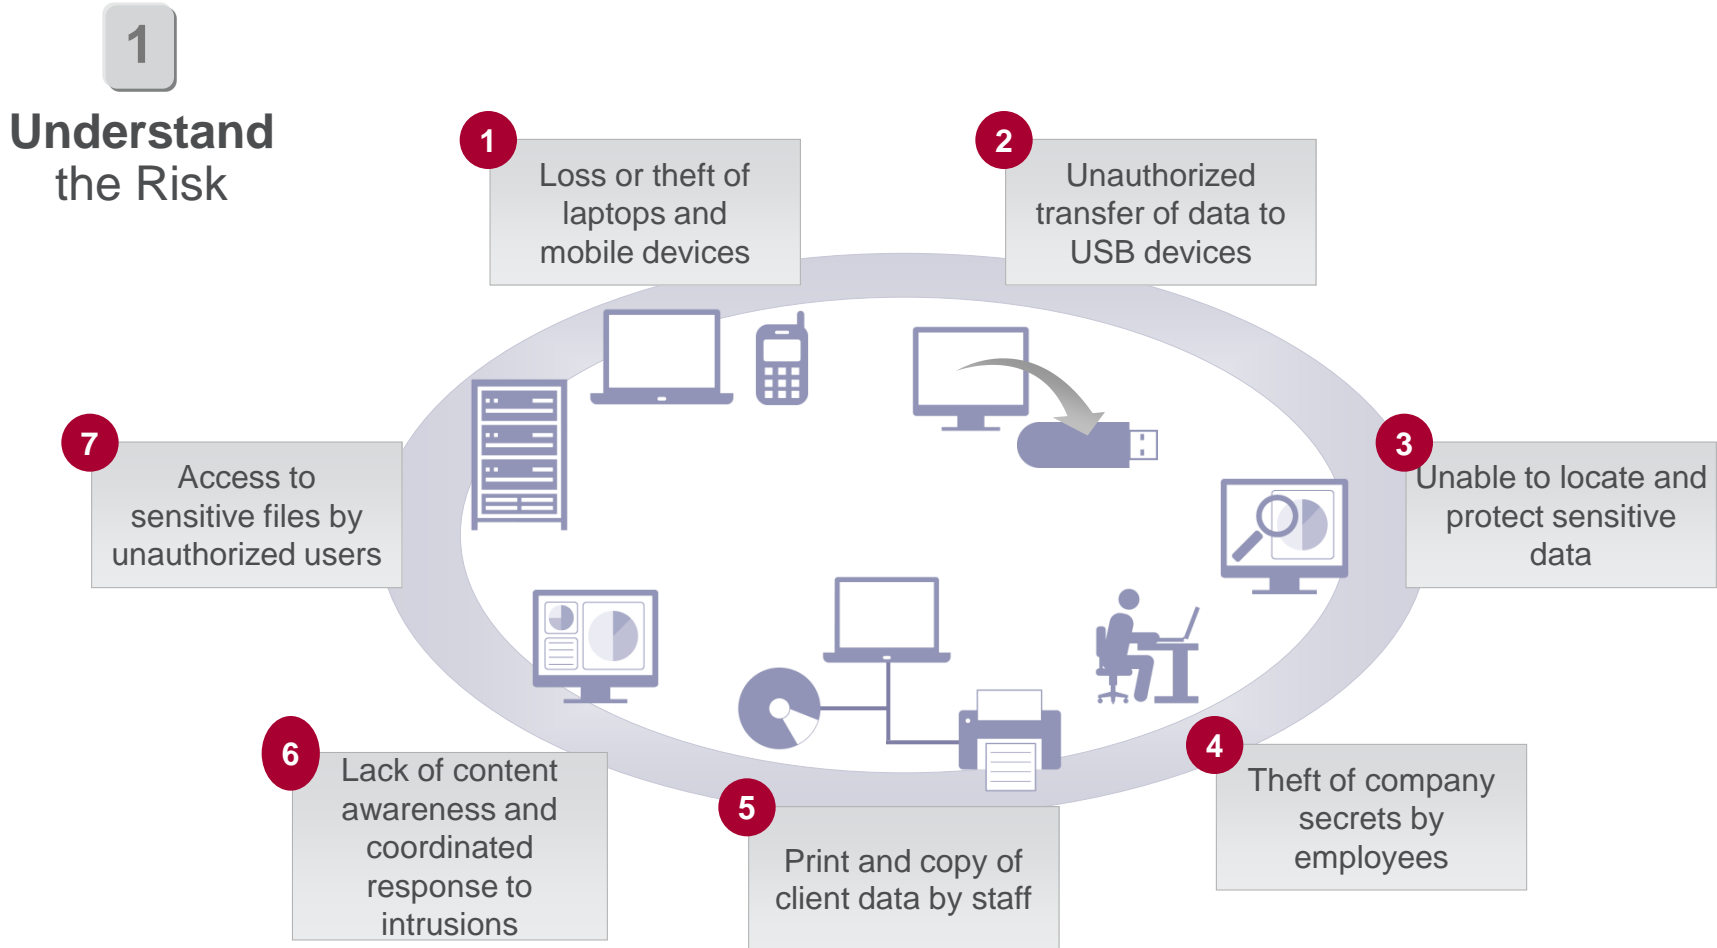 1
Understand
the Risk
1
Loss or theft of
laptops and
mobile devices
2
Unauthorized
transfer of data to
USB devices
3
Unable to locate and
protect sensitive
data
4
Theft of company
secrets by
employees
5
Print and copy of
client data by staff
6
Lack of content
awareness and
coordinated
response to
intrusions
7
Access to
sensitive files by
unauthorized users